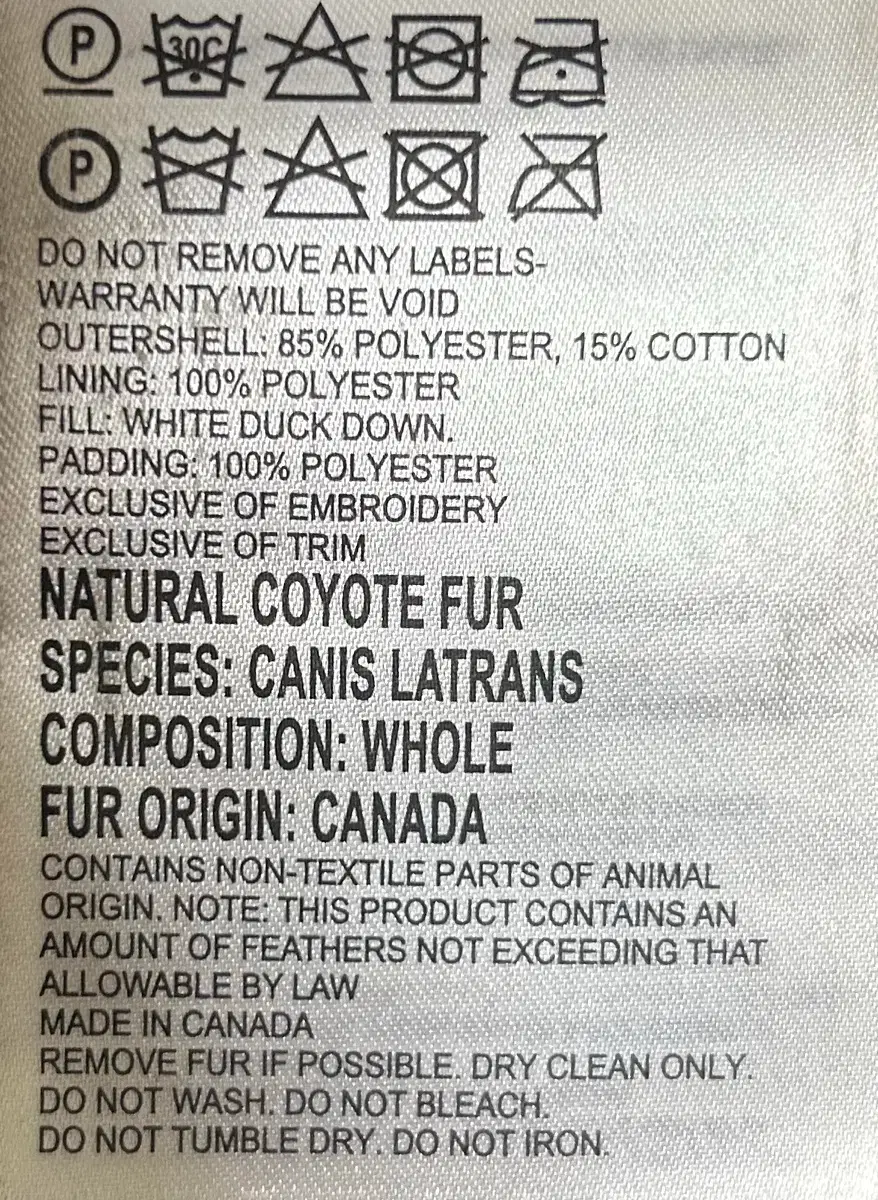 P 30C
P
DO NOT REMOVE ANY LABELS-
WARRANTY WILL BE VOID
OUTERSHELL: 85% POLYESTER, 15% COTTON
LINING: 100% POLYESTER
FILL: WHITE DUCK DOWN.
PADDING: 100% POLYESTER
EXCLUSIVE OF EMBROIDERY
EXCLUSIVE OF TRIM
NATURAL COYOTE FUR
SPECIES: CANIS LATRANS
COMPOSITION: WHOLE
FUR ORIGIN: CANADA
CONTAINS NON-TEXTILE PARTS OF ANIMAL
ORIGIN. NOTE: THIS PRODUCT CONTAINS AN
AMOUNT OF FEATHERS NOT EXCEEDING THAT
ALLOWABLE BY LAW
MADE IN CANADA
REMOVE FUR IF POSSIBLE. DRY CLEAN ONLY.
DO NOT WASH. DO NOT BLEACH.
DO NOT TUMBLE DRY. DO NOT IRON.